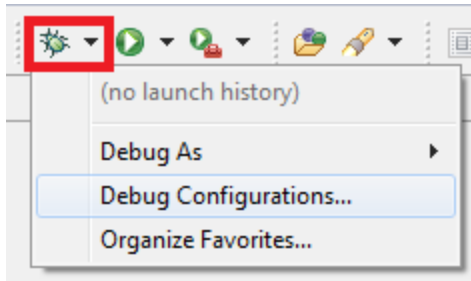 (no launch history)
Debug As
Debug Configurations...
Organize Favorites...